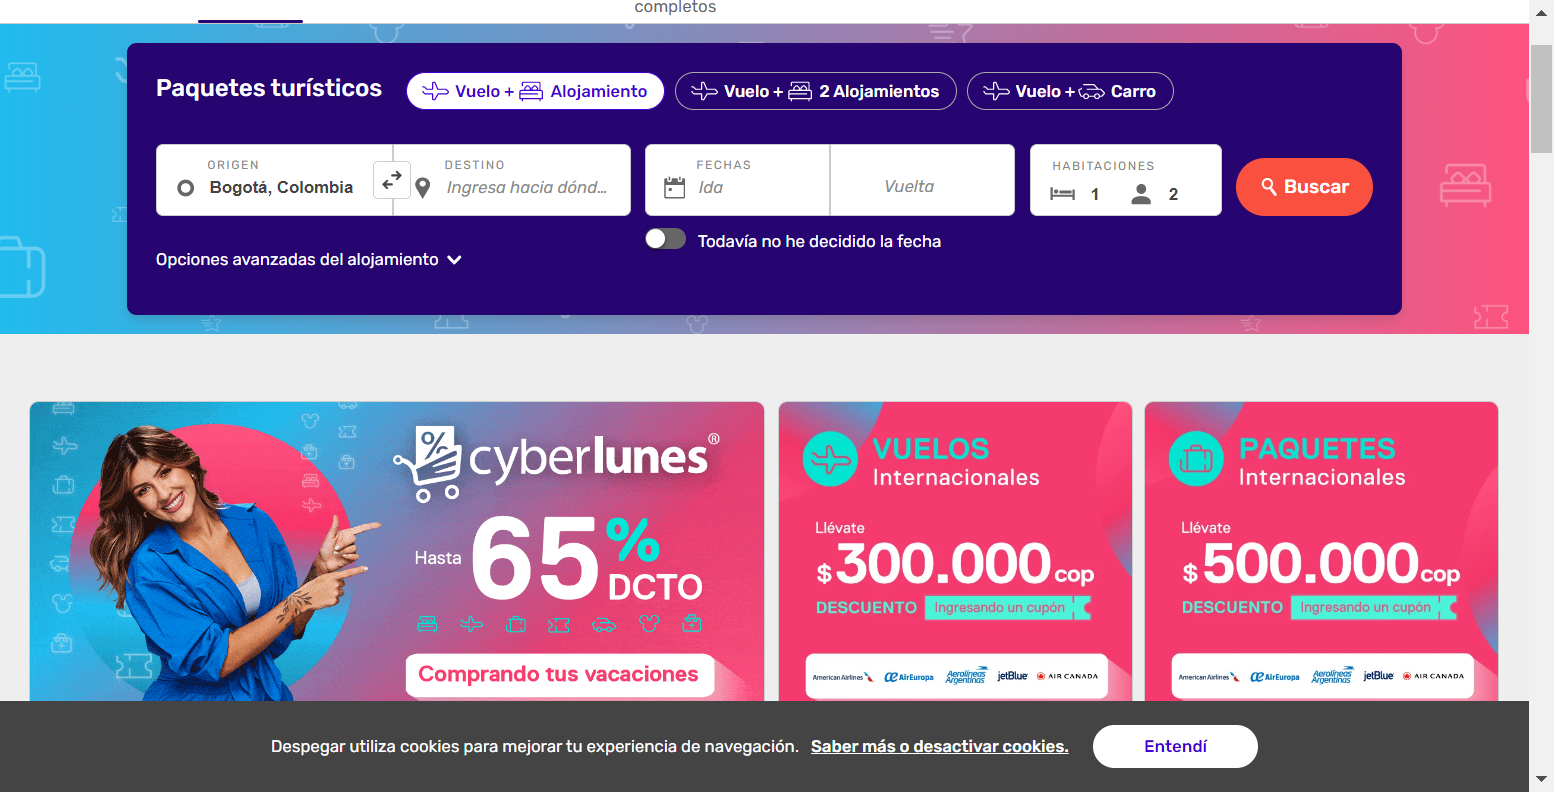 completos
Paquetes turísticos
Vuelo + Alojamiento
Vuelo + 2 Alojamientos
Vuelo + Carro
ORIGEN
Bogotá, Colombia
DESTINO
Ingresa hacia dónd...
FECHAS
Ida
Vuelta
HABITACIONES
1
2
Buscar
Todavía no he decidido la fecha
Opciones avanzadas del alojamiento
%
cyberlunes®
Hasta 65% DCTO
Comprando tus vacaciones
VUELOS
Internacionales
Llévate
$300.000 cop
DESCUENTO Ingresando un cupón
American Airlines AirEuropa Aerolíneas Argentinas jetBlue AIR CANADA
PAQUETES
Internacionales
Llévate
$500.000 cop
DESCUENTO Ingresando un cupón
American Airlines AirEuropa Aerolíneas Argentinas jetBlue AIR CANADA
Despegar utiliza cookies para mejorar tu experiencia de navegación. Saber más o desactivar cookies.
Entendí